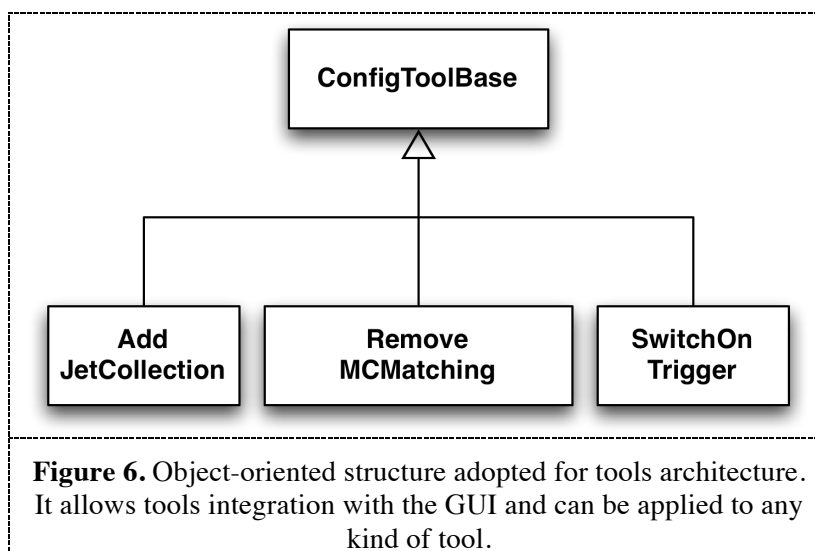 ConfigToolBase
Add
JetCollection
Remove
MCMatching
SwitchOn
Trigger
Figure 6. Object-oriented structure adopted for tools architecture.
It allows tools integration with the GUI and can be applied to any
kind of tool.